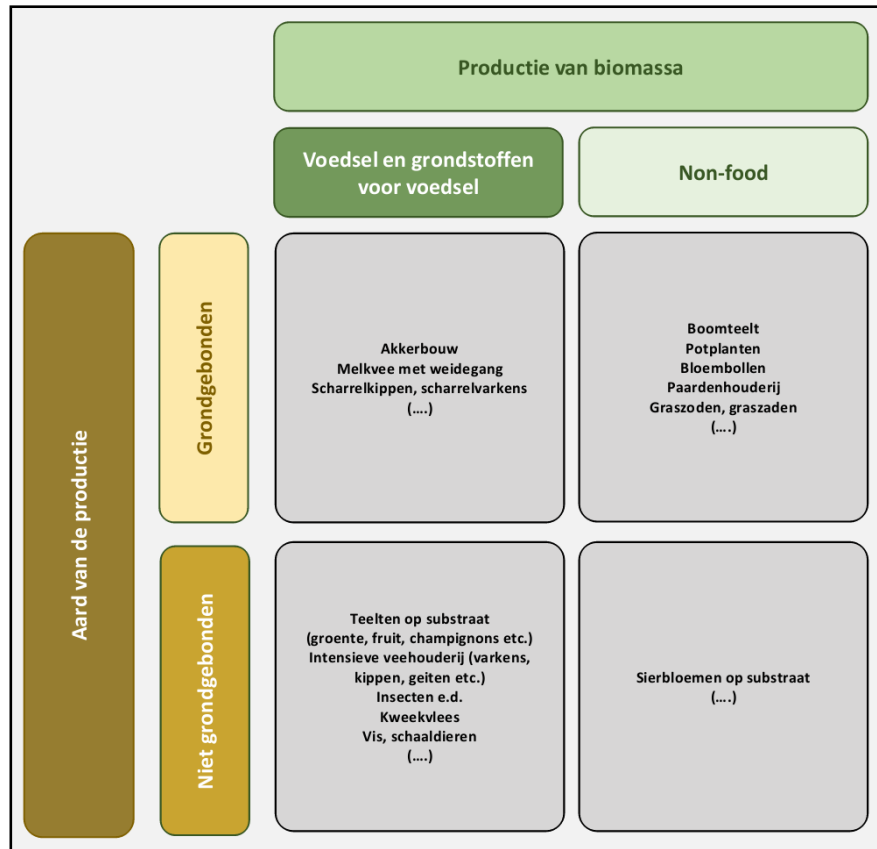 Productie van biomassa
Voedsel en grondstoffen
voor voedsel
Non-food
Aard van de productie
Grondgebonden
Akkerbouw
Melkvee met weidegang
Scharrelkippen, scharrelvarkens
(....)
Boomteelt
Potplanten
Bloembollen
Paardenhouderij
Graszoden, graszaden
(....)
Niet grondgebonden
Teelten op substraat
(groente, fruit, champignons etc.)
Intensieve veehouderij (varkens,
kippen, geiten etc.)
Insecten e.d.
Kweekvlees
Vis, schaaldieren
(....)
Sierbloemen op substraat
(....)